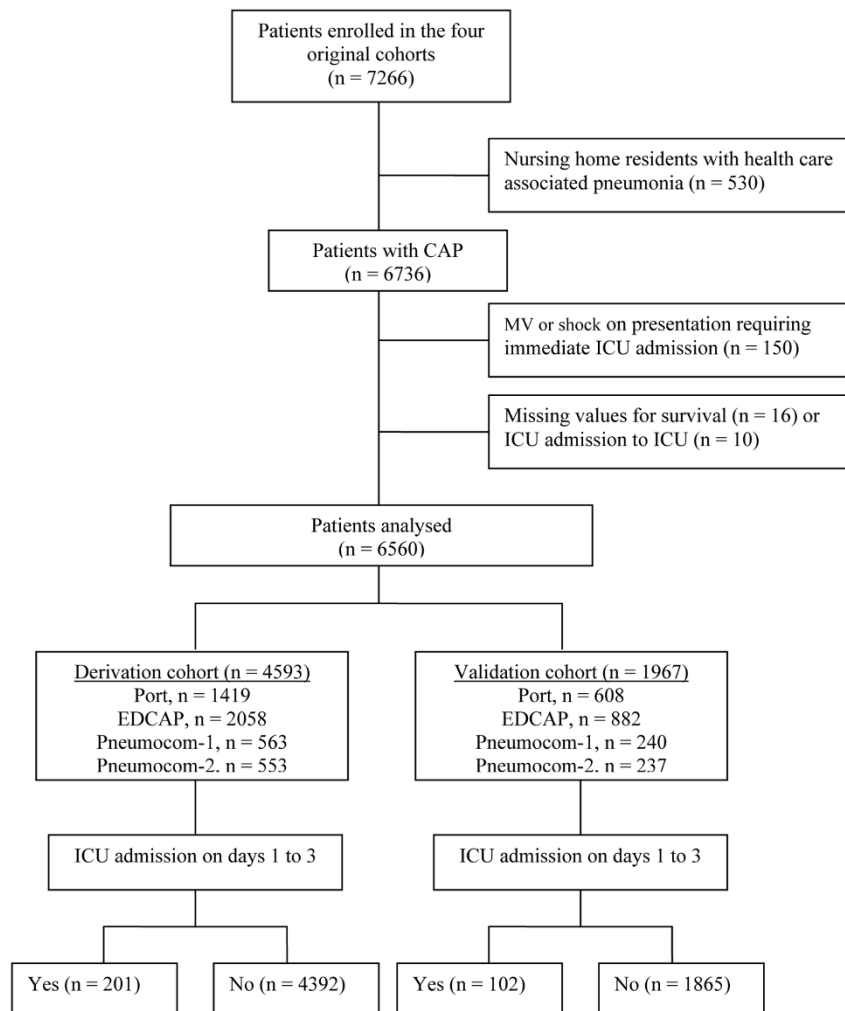 Patients enrolled in the four
original cohorts
(n = 7266)
Nursing home residents with health care
associated pneumonia (n = 530)
Patients with CAP
(n = 6736)
MV or shock on presentation requiring
immediate ICU admission (n = 150)
Missing values for survival (n = 16) or
ICU admission to ICU (n = 10)
Patients analysed
(n = 6560)
Derivation cohort (n = 4593)
Port, n = 1419
EDCAP, n = 2058
Pneumocom-1, n = 563
Pneumocom-2. n = 553
Validation cohort (n = 1967)
Port, n = 608
EDCAP, n = 882
Pneumocom-1, n = 240
Pneumocom-2. n = 237
ICU admission on days 1 to 3
ICU admission on days 1 to 3
Yes (n = 201)
No (n = 4392)
Yes (n = 102)
No (n = 1865)